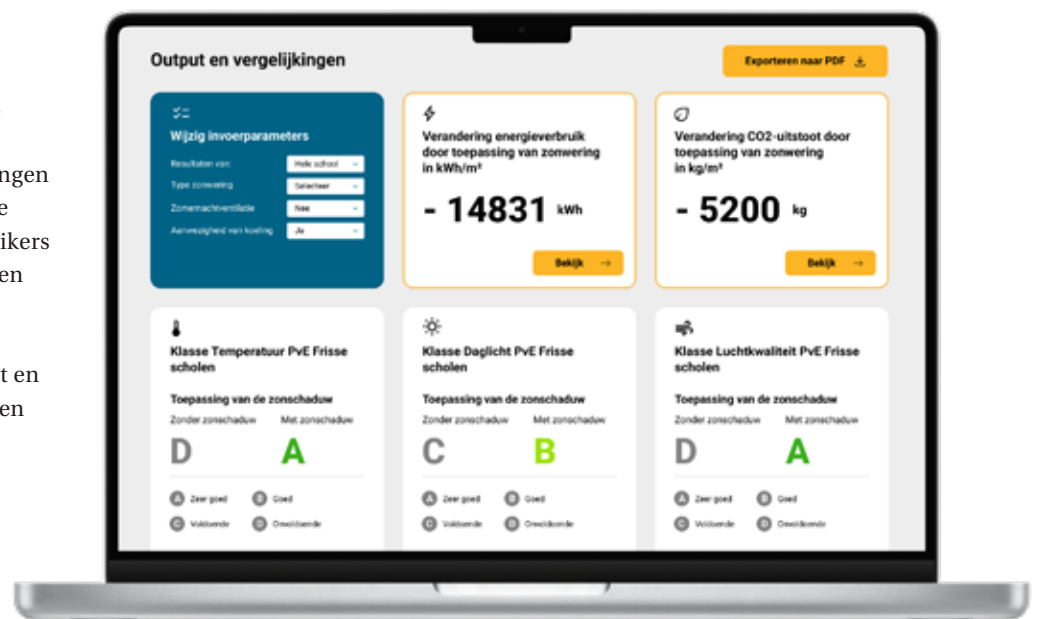 ngen
e
ikers
en
t en
en
Output en vergelijkingen
Exporteren naar PDF
Wijzig invoerparameters
Resultaten van: Hele school
Type zonwering Selecteer
Zomernachtventilatie Nee
Aanwezigheid van koeling Ja
Verandering energieverbruik
door toepassing van zonwering
in kWh/m²
- 14831 kWh
Bekijk
Verandering CO2-uitstoot door
toepassing van zonwering
in kg/m²
- 5200 kg
Bekijk
Klasse Temperatuur PvE Frisse
scholen
Toepassing van de zonschaduw
Zonder zonschaduw Met zonschaduw
D A
A Zeer goed B Goed
C Voldoende D Onvoldoende
Klasse Daglicht PvE Frisse
scholen
Toepassing van de zonschaduw
Zonder zonschaduw Met zonschaduw
C B
A Zeer goed B Goed
C Voldoende D Onvoldoende
Klasse Luchtkwaliteit PvE Frisse
scholen
Toepassing van de zonschaduw
Zonder zonschaduw Met zonschaduw
D A
A Zeer goed B Goed
C Voldoende D Onvoldoende